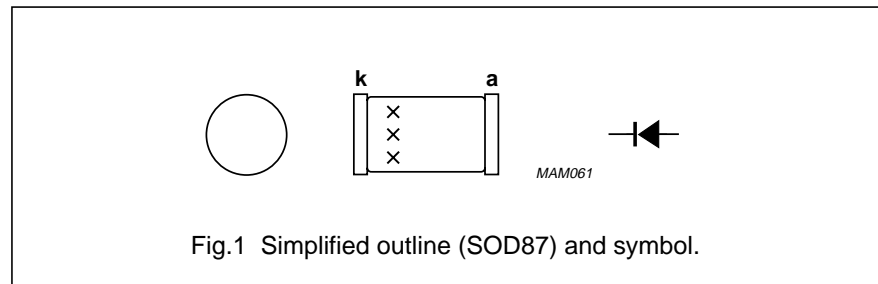 k a
MAM061
Fig.1 Simplified outline (SOD87) and symbol.